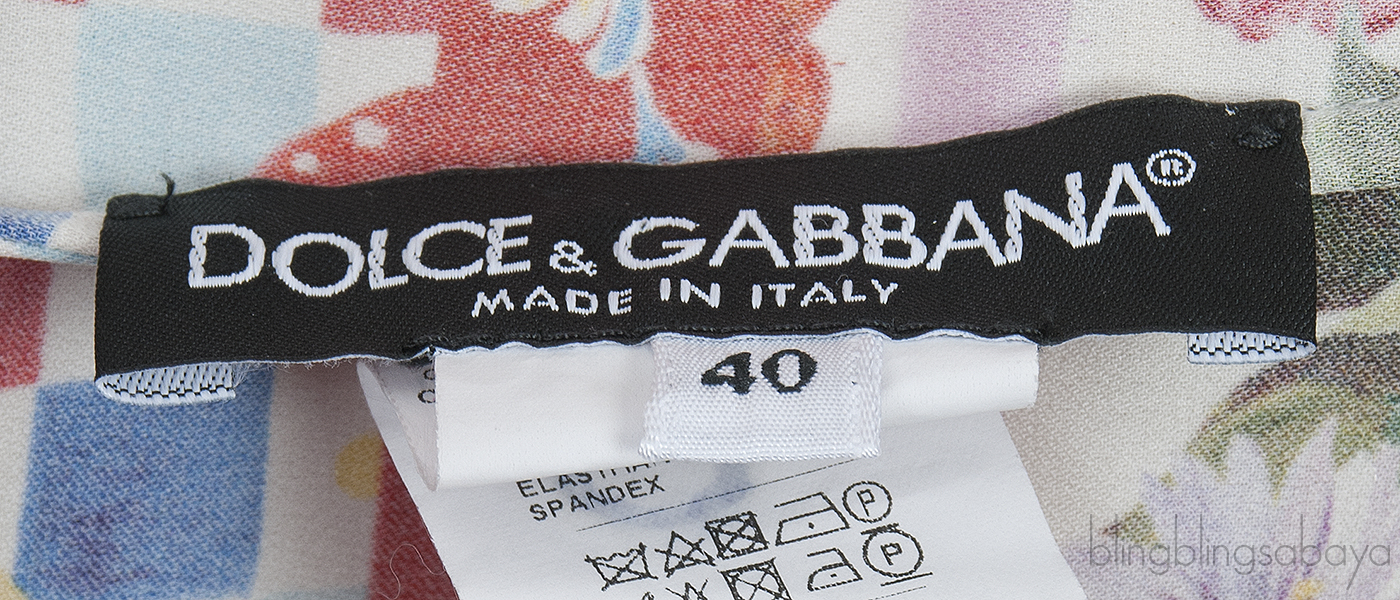 DOLCE & GABBANA®
MADE IN ITALY
40
SPANDEX
P
P
blingblingsabaya